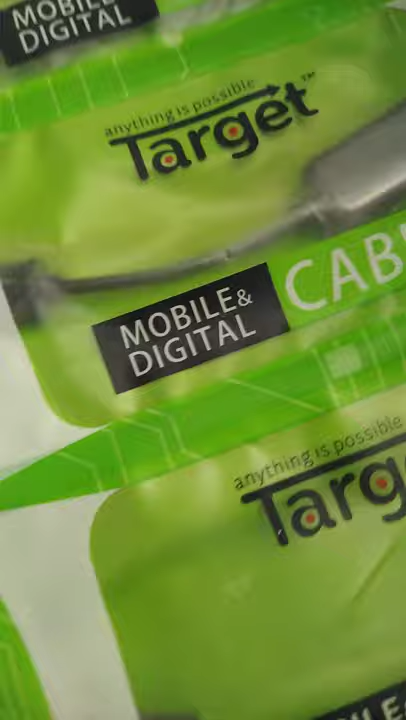 MOBILE
DIGITAL
anything is possible
Target™
MOBILE&
DIGITAL
CAB
anything is possible
Targ